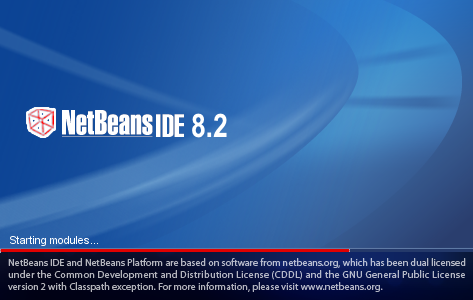 NetBeans IDE 8.2
Starting modules...
NetBeans IDE and NetBeans Platform are based on software from netbeans.org, which has been dual licensed
under the Common Development and Distribution License (CDDL) and the GNU General Public License
version 2 with Classpath exception. For more information, please visit www.netbeans.org.